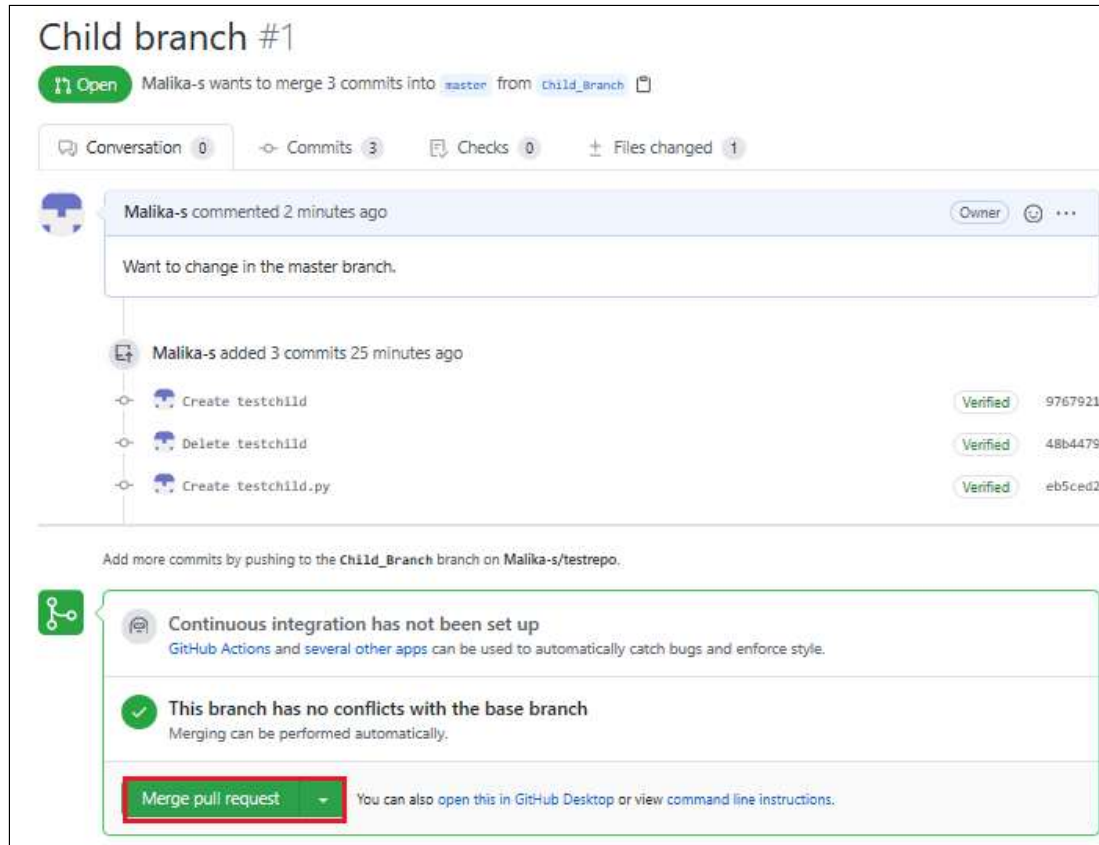 Child branch #1
Open Malika-s wants to merge 3 commits into master from Child_Branch
Conversation 0 Commits 3 Checks 0 Files changed 1
Malika-s commented 2 minutes ago Owner ...
Want to change in the master branch.
Malika-s added 3 commits 25 minutes ago
Create testchild Verified 9767921
Delete testchild Verified 48b4479
Create testchild.py Verified eb5ced2
Add more commits by pushing to the Child_Branch branch on Malika-s/testrepo.
Continuous integration has not been set up
GitHub Actions and several other apps can be used to automatically catch bugs and enforce style.
This branch has no conflicts with the base branch
Merging can be performed automatically.
Merge pull request You can also open this in GitHub Desktop or view command line instructions.